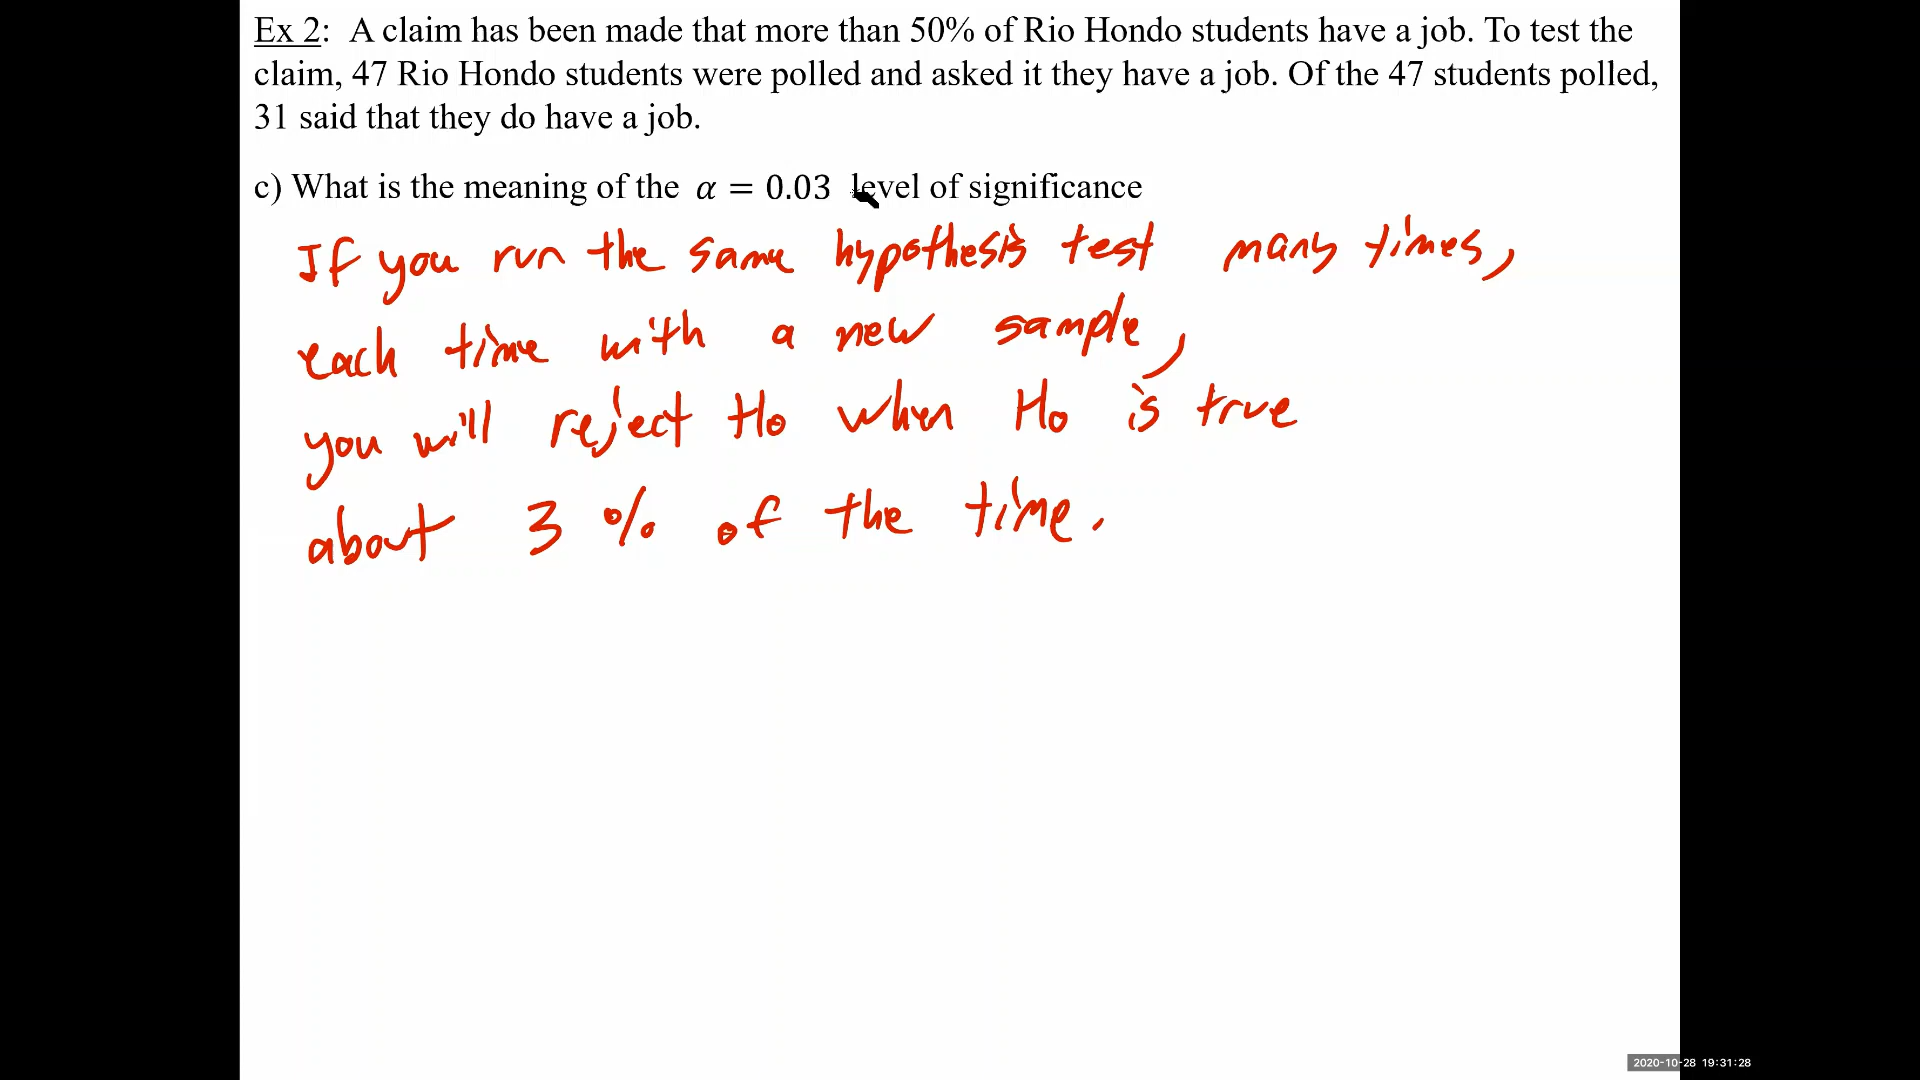 Ex 2: A claim has been made that more than 50% of Rio Hondo students have a job. To test the
claim, 47 Rio Hondo students were polled and asked it they have a job. Of the 47 students polled,
31 said that they do have a job.
c) What is the meaning of the α = 0.03 level of significance
If you run the same hypothesis test many times,
each time with a new sample,
you will reject Ho when Ho is true
about 3% of the time.
2020-10-28 19:31:28